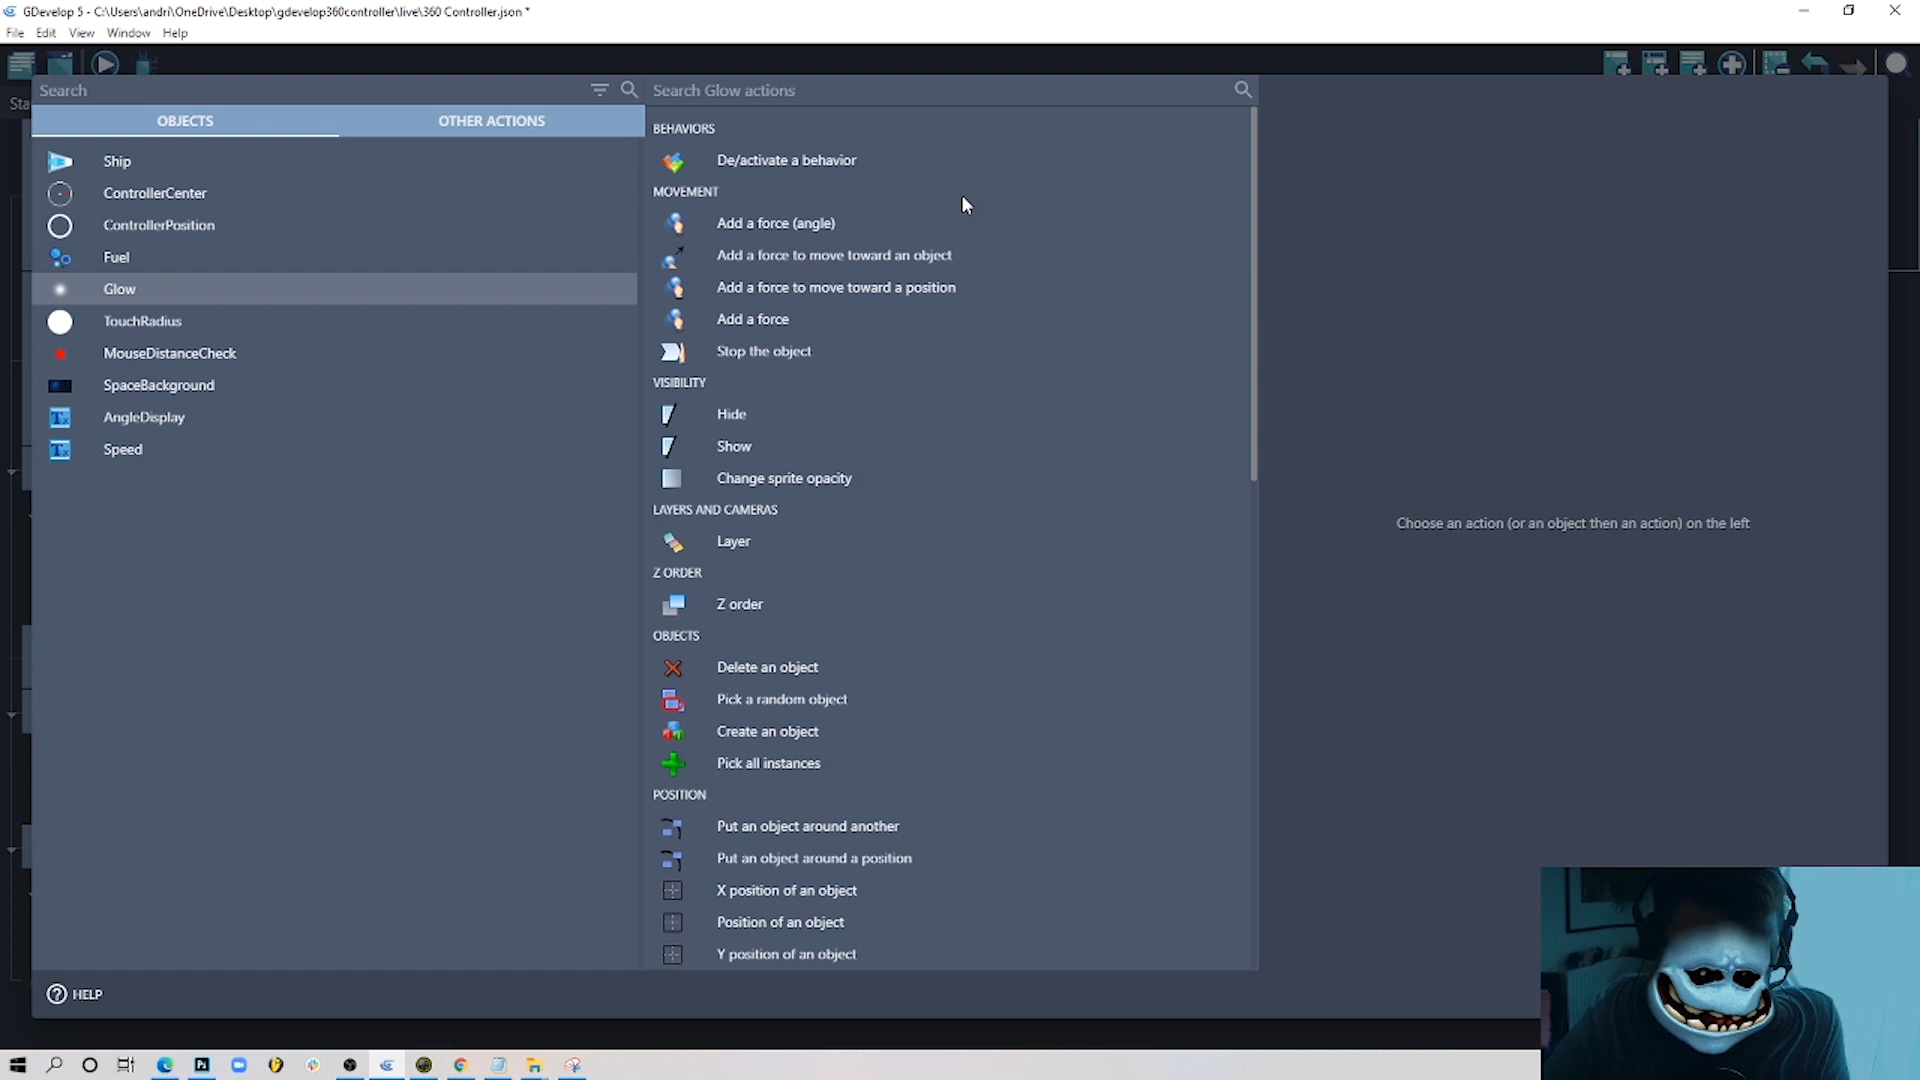 GDevelop 5 - C:\Users\andri\OneDrive\Desktop\gdevelop360controller\live\360 Controller.json *
File Edit View Window Help
Sta
Search
Search Glow actions
OBJECTS
OTHER ACTIONS
Ship
ControllerCenter
ControllerPosition
Fuel
Glow
TouchRadius
MouseDistanceCheck
SpaceBackground
AngleDisplay
Speed
BEHAVIORS
De/activate a behavior
MOVEMENT
Add a force (angle)
Add a force to move toward an object
Add a force to move toward a position
Add a force
Stop the object
VISIBILITY
Hide
Show
Change sprite opacity
LAYERS AND CAMERAS
Layer
Z ORDER
Z order
OBJECTS
Delete an object
Pick a random object
Create an object
Pick all instances
POSITION
Put an object around another
Put an object around a position
X position of an object
Position of an object
Y position of an object
Choose an action (or an object then an action) on the left
HELP